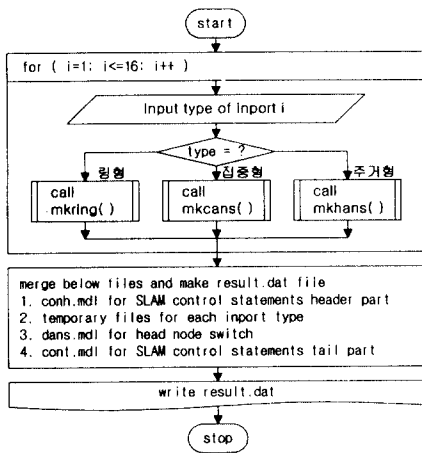 start
for ( i=1; i<=16; i++ )
Input type of Inport i
type = ?
링형
집중형
주거형
call
mkring( )
call
mkcans( )
call
mkhans( )
merge below files and make result.dat file
1. conh.mdl for SLAM control statements header part
2. temporary files for each inport type
3. dans.mdl for head node switch
4. cont.mdl for SLAM control statements tail part
write result.dat
stop